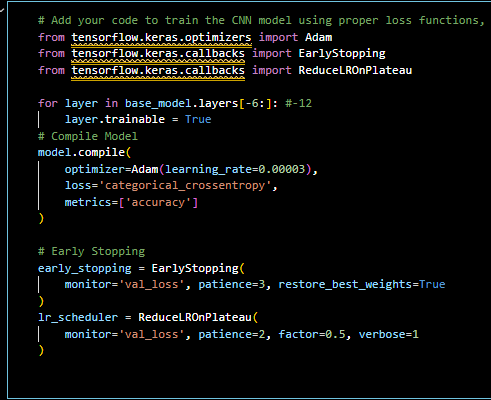 # Add your code to train the CNN model using proper loss functions,
from tensorflow.keras.optimizers import Adam
from tensorflow.keras.callbacks import EarlyStopping
from tensorflow.keras.callbacks import ReduceLROnPlateau

for layer in base_model.layers[-6:]: #-12
    layer.trainable = True
# Compile Model
model.compile(
    optimizer=Adam(learning_rate=0.00003),
    loss='categorical_crossentropy',
    metrics=['accuracy']
)

# Early Stopping
early_stopping = EarlyStopping(
    monitor='val_loss', patience=3, restore_best_weights=True
)
lr_scheduler = ReduceLROnPlateau(
    monitor='val_loss', patience=2, factor=0.5, verbose=1
)